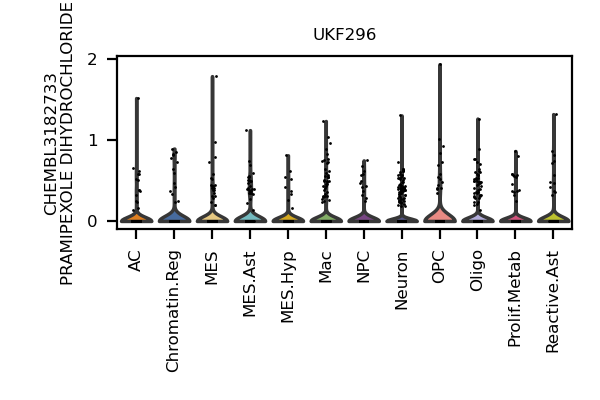 UKF296
CHEMBL3182733
PRAMIPEXOLE DIHYDROCHLORIDE
2
1
0
AC
Chromatin.Reg
MES
MES.Ast
MES.Hyp
Mac
NPC
Neuron
OPC
Oligo
Prolif.Metab
Reactive.Ast